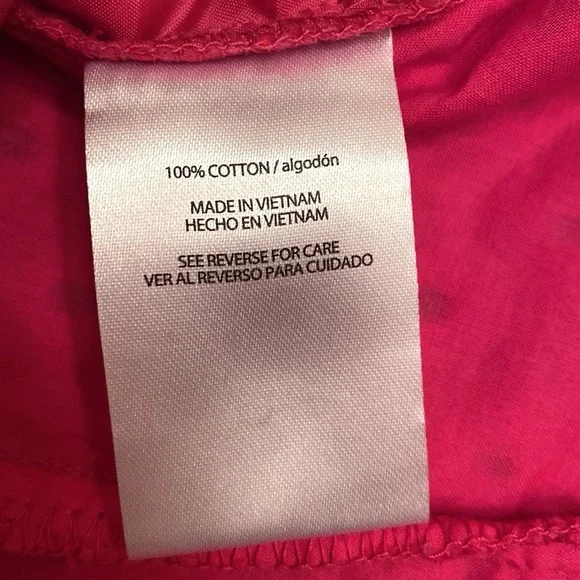 100% COTTON / algodón
MADE IN VIETNAM
HECHO EN VIETNAM
SEE REVERSE FOR CARE
VER AL REVERSO PARA CUIDADO